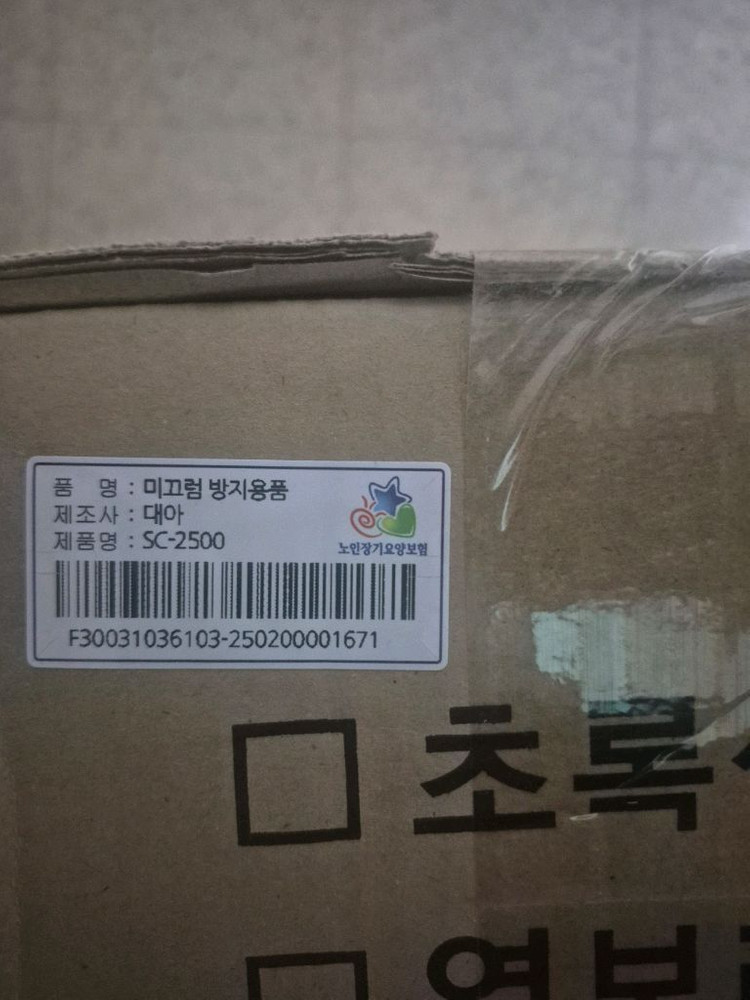 품 명 : 미끄럼 방지용품
제조사 : 대아
제품명 : SC-2500
노인장기요양보험
F30031036103-250200001671
초록